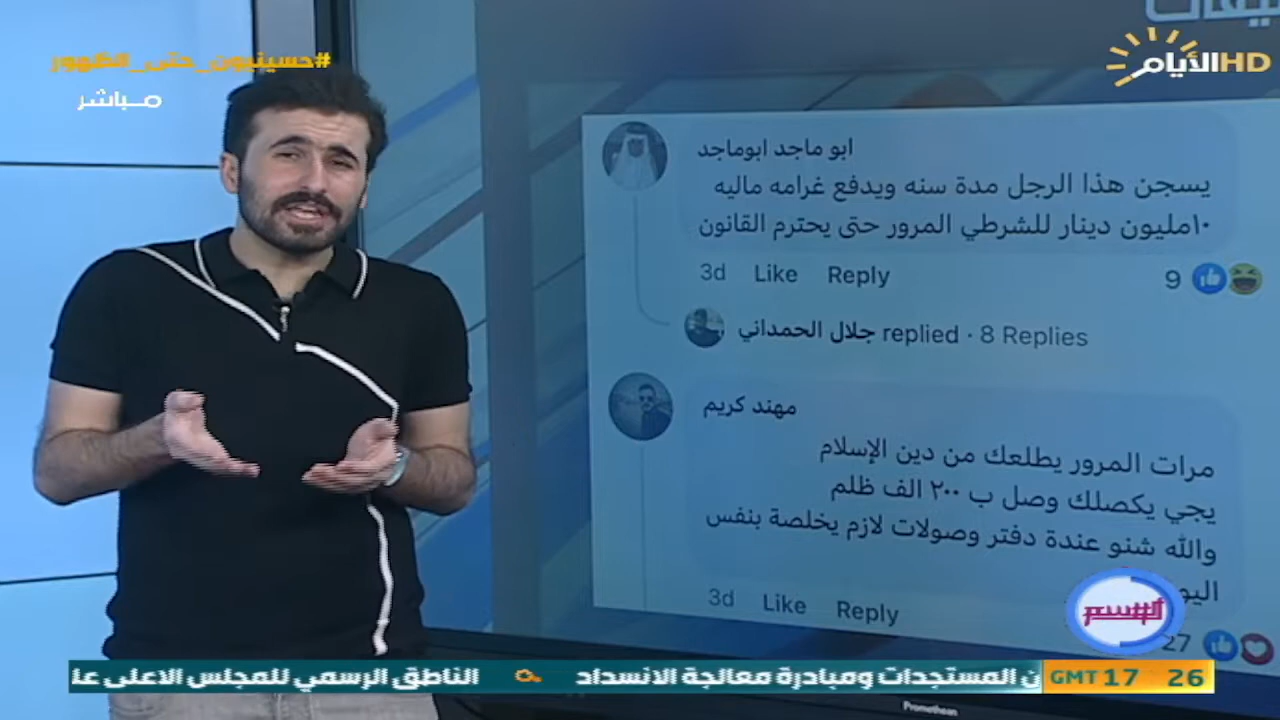 #حسينيون_حتى_الظهور
مباشر
الأيام HD
ابو ماجد ابوماجد
يسجن هذا الرجل مدة سنه ويدفع غرامه ماليه
١٠مليون دينار للشرطي المرور حتى يحترم القانون
3d Like Reply 9
جلال الحمداني replied · 8 Replies
مهند كريم
مرات المرور يطلعك من دين الإسلام
يجي يكصلك وصل ب ٢٠٠ الف ظلم
والله شنو عندة دفتر وصولات لازم يخلصة بنفس
3d Like Reply
27
ن المستجدات ومبادرة معالجة الانسداد
الناطق الرسمي للمجلس الاعلى
GMT 17 26
Promethean